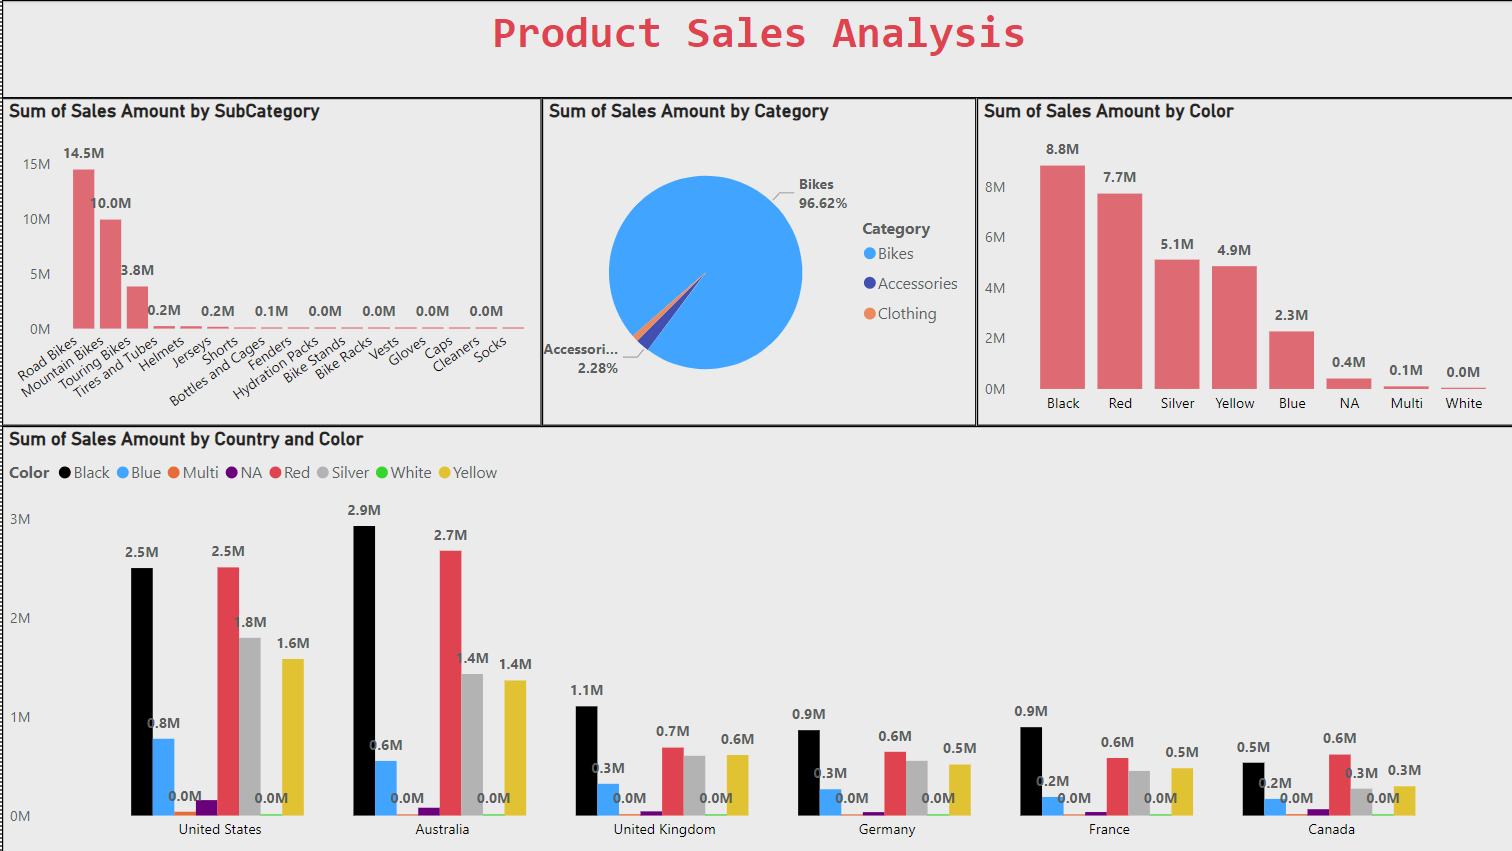 Product Sales Analysis
Sum of Sales Amount by SubCategory
15M
10M
5M
0M
14.5M
10.0M
3.8M
0.2M
0.2M
0.1M
0.0M
0.0M
0.0M
0.0M
Road Bikes
Mountain Bikes
Touring Bikes
Tires and Tubes
Helmets
Jerseys
Shorts
Bottles and Cages
Fenders
Hydration Packs
Bike Stands
Bike Racks
Vests
Gloves
Caps
Cleaners
Socks
Sum of Sales Amount by Category
Bikes
96.62%
Accessori...
2.28%
Category
Bikes
Accessories
Clothing
Sum of Sales Amount by Color
8M
6M
4M
2M
0M
8.8M
7.7M
5.1M
4.9M
2.3M
0.4M
0.1M
0.0M
Black
Red
Silver
Yellow
Blue
NA
Multi
White
Sum of Sales Amount by Country and Color
Color Black Blue Multi NA Red Silver White Yellow
3M
2M
1M
0M
2.5M
0.8M
0.0M
2.5M
1.8M
0.0M
1.6M
United States
2.9M
0.6M
0.0M
2.7M
1.4M
0.0M
1.4M
Australia
1.1M
0.3M
0.0M
0.7M
0.0M
0.6M
United Kingdom
0.9M
0.3M
0.0M
0.6M
0.0M
0.5M
Germany
0.9M
0.2M
0.0M
0.6M
0.0M
0.5M
France
0.5M
0.2M
0.0M
0.6M
0.3M
0.0M
0.3M
Canada